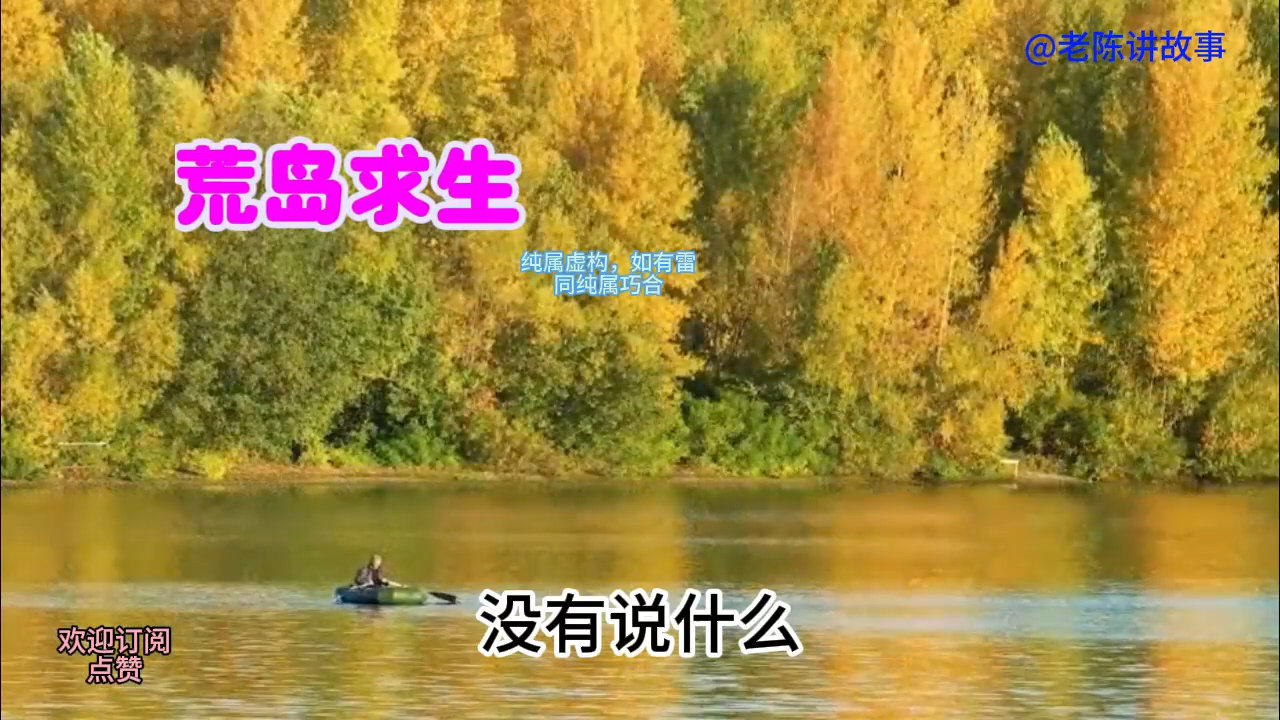 @老陈讲故事
荒岛求生
纯属虚构，如有雷
同纯属巧合
没有说什么
欢迎订阅
点赞